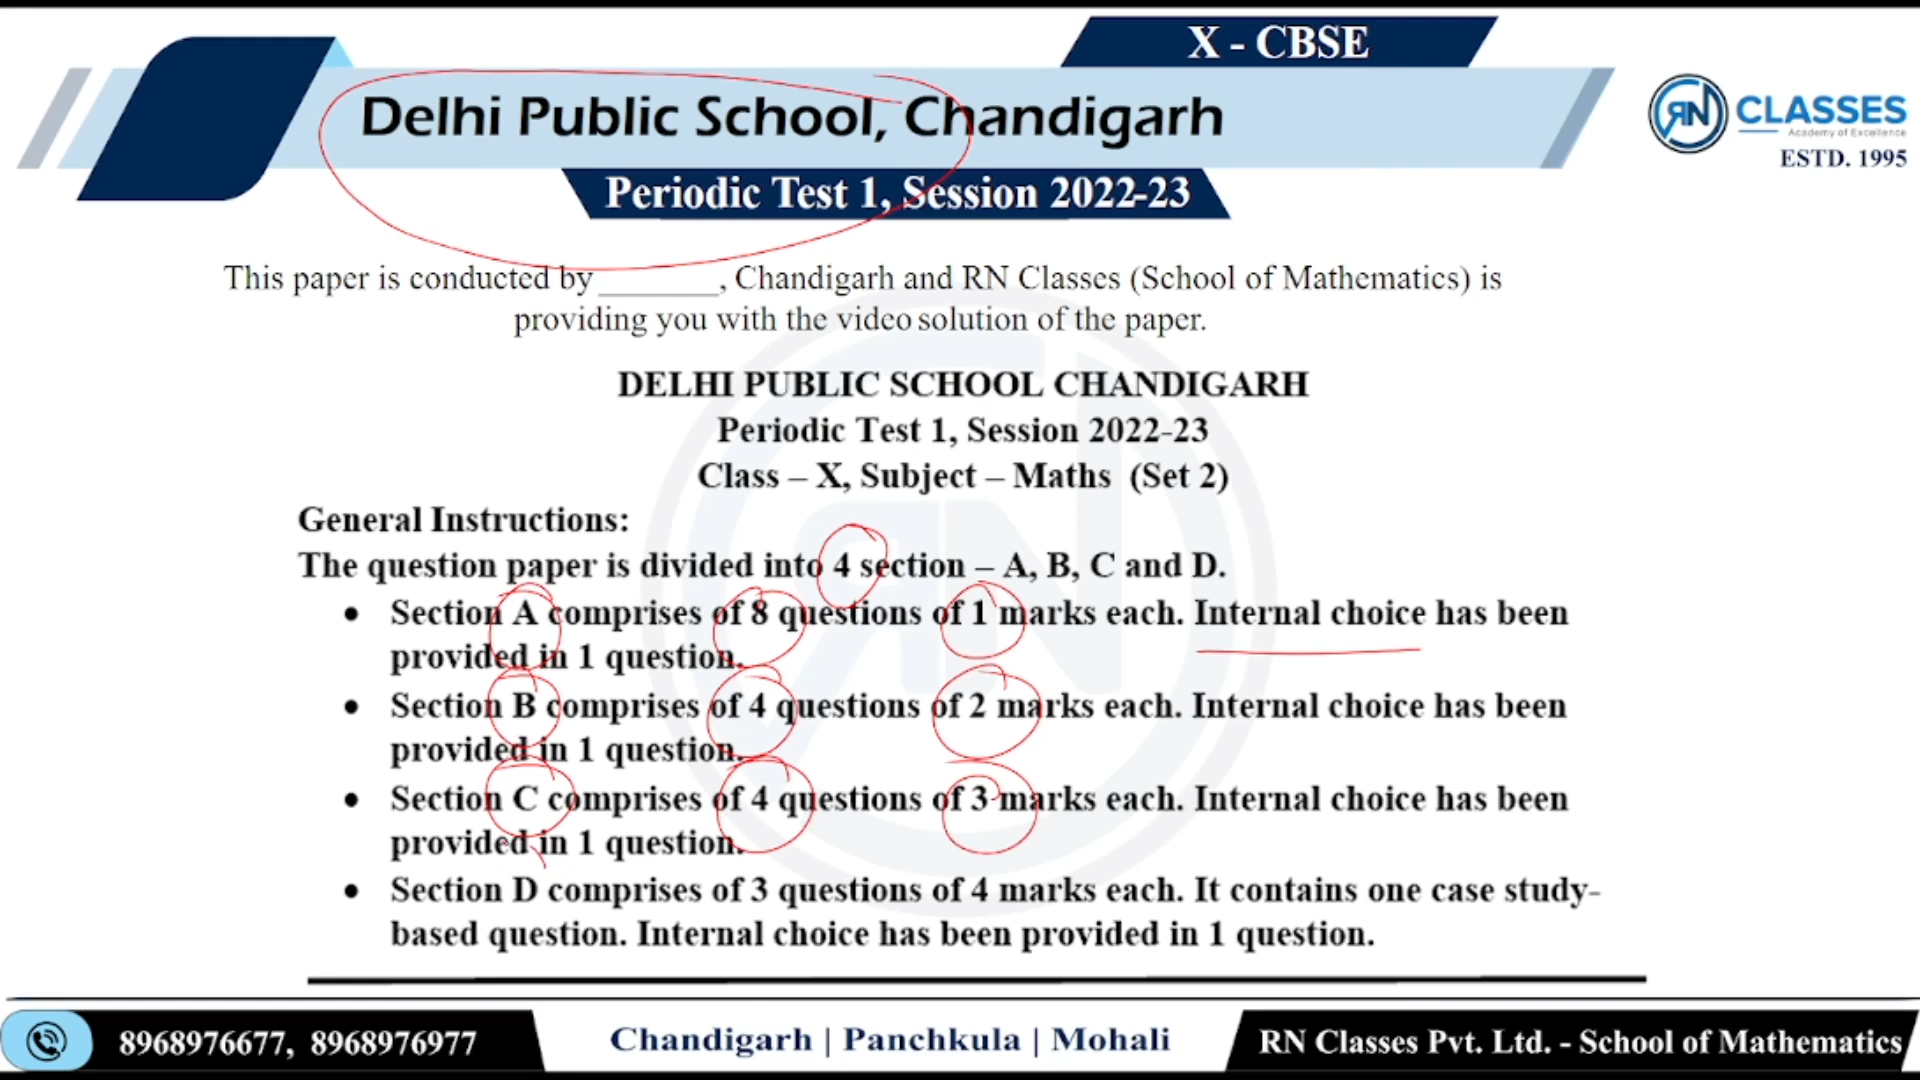 X - CBSE
Delhi Public School, Chandigarh
RN CLASSES
Academy of Excellence
ESTD. 1995
Periodic Test 1, Session 2022-23
This paper is conducted by _______, Chandigarh and RN Classes (School of Mathematics) is
providing you with the video solution of the paper.
DELHI PUBLIC SCHOOL CHANDIGARH
Periodic Test 1, Session 2022-23
Class – X, Subject – Maths (Set 2)
General Instructions:
The question paper is divided into 4 section – A, B, C and D.
• Section A comprises of 8 questions of 1 marks each. Internal choice has been
provided in 1 question.
• Section B comprises of 4 questions of 2 marks each. Internal choice has been
provided in 1 question.
• Section C comprises of 4 questions of 3 marks each. Internal choice has been
provided in 1 question.
• Section D comprises of 3 questions of 4 marks each. It contains one case study-
based question. Internal choice has been provided in 1 question.
8968976677, 8968976977
Chandigarh | Panchkula | Mohali
RN Classes Pvt. Ltd. - School of Mathematics